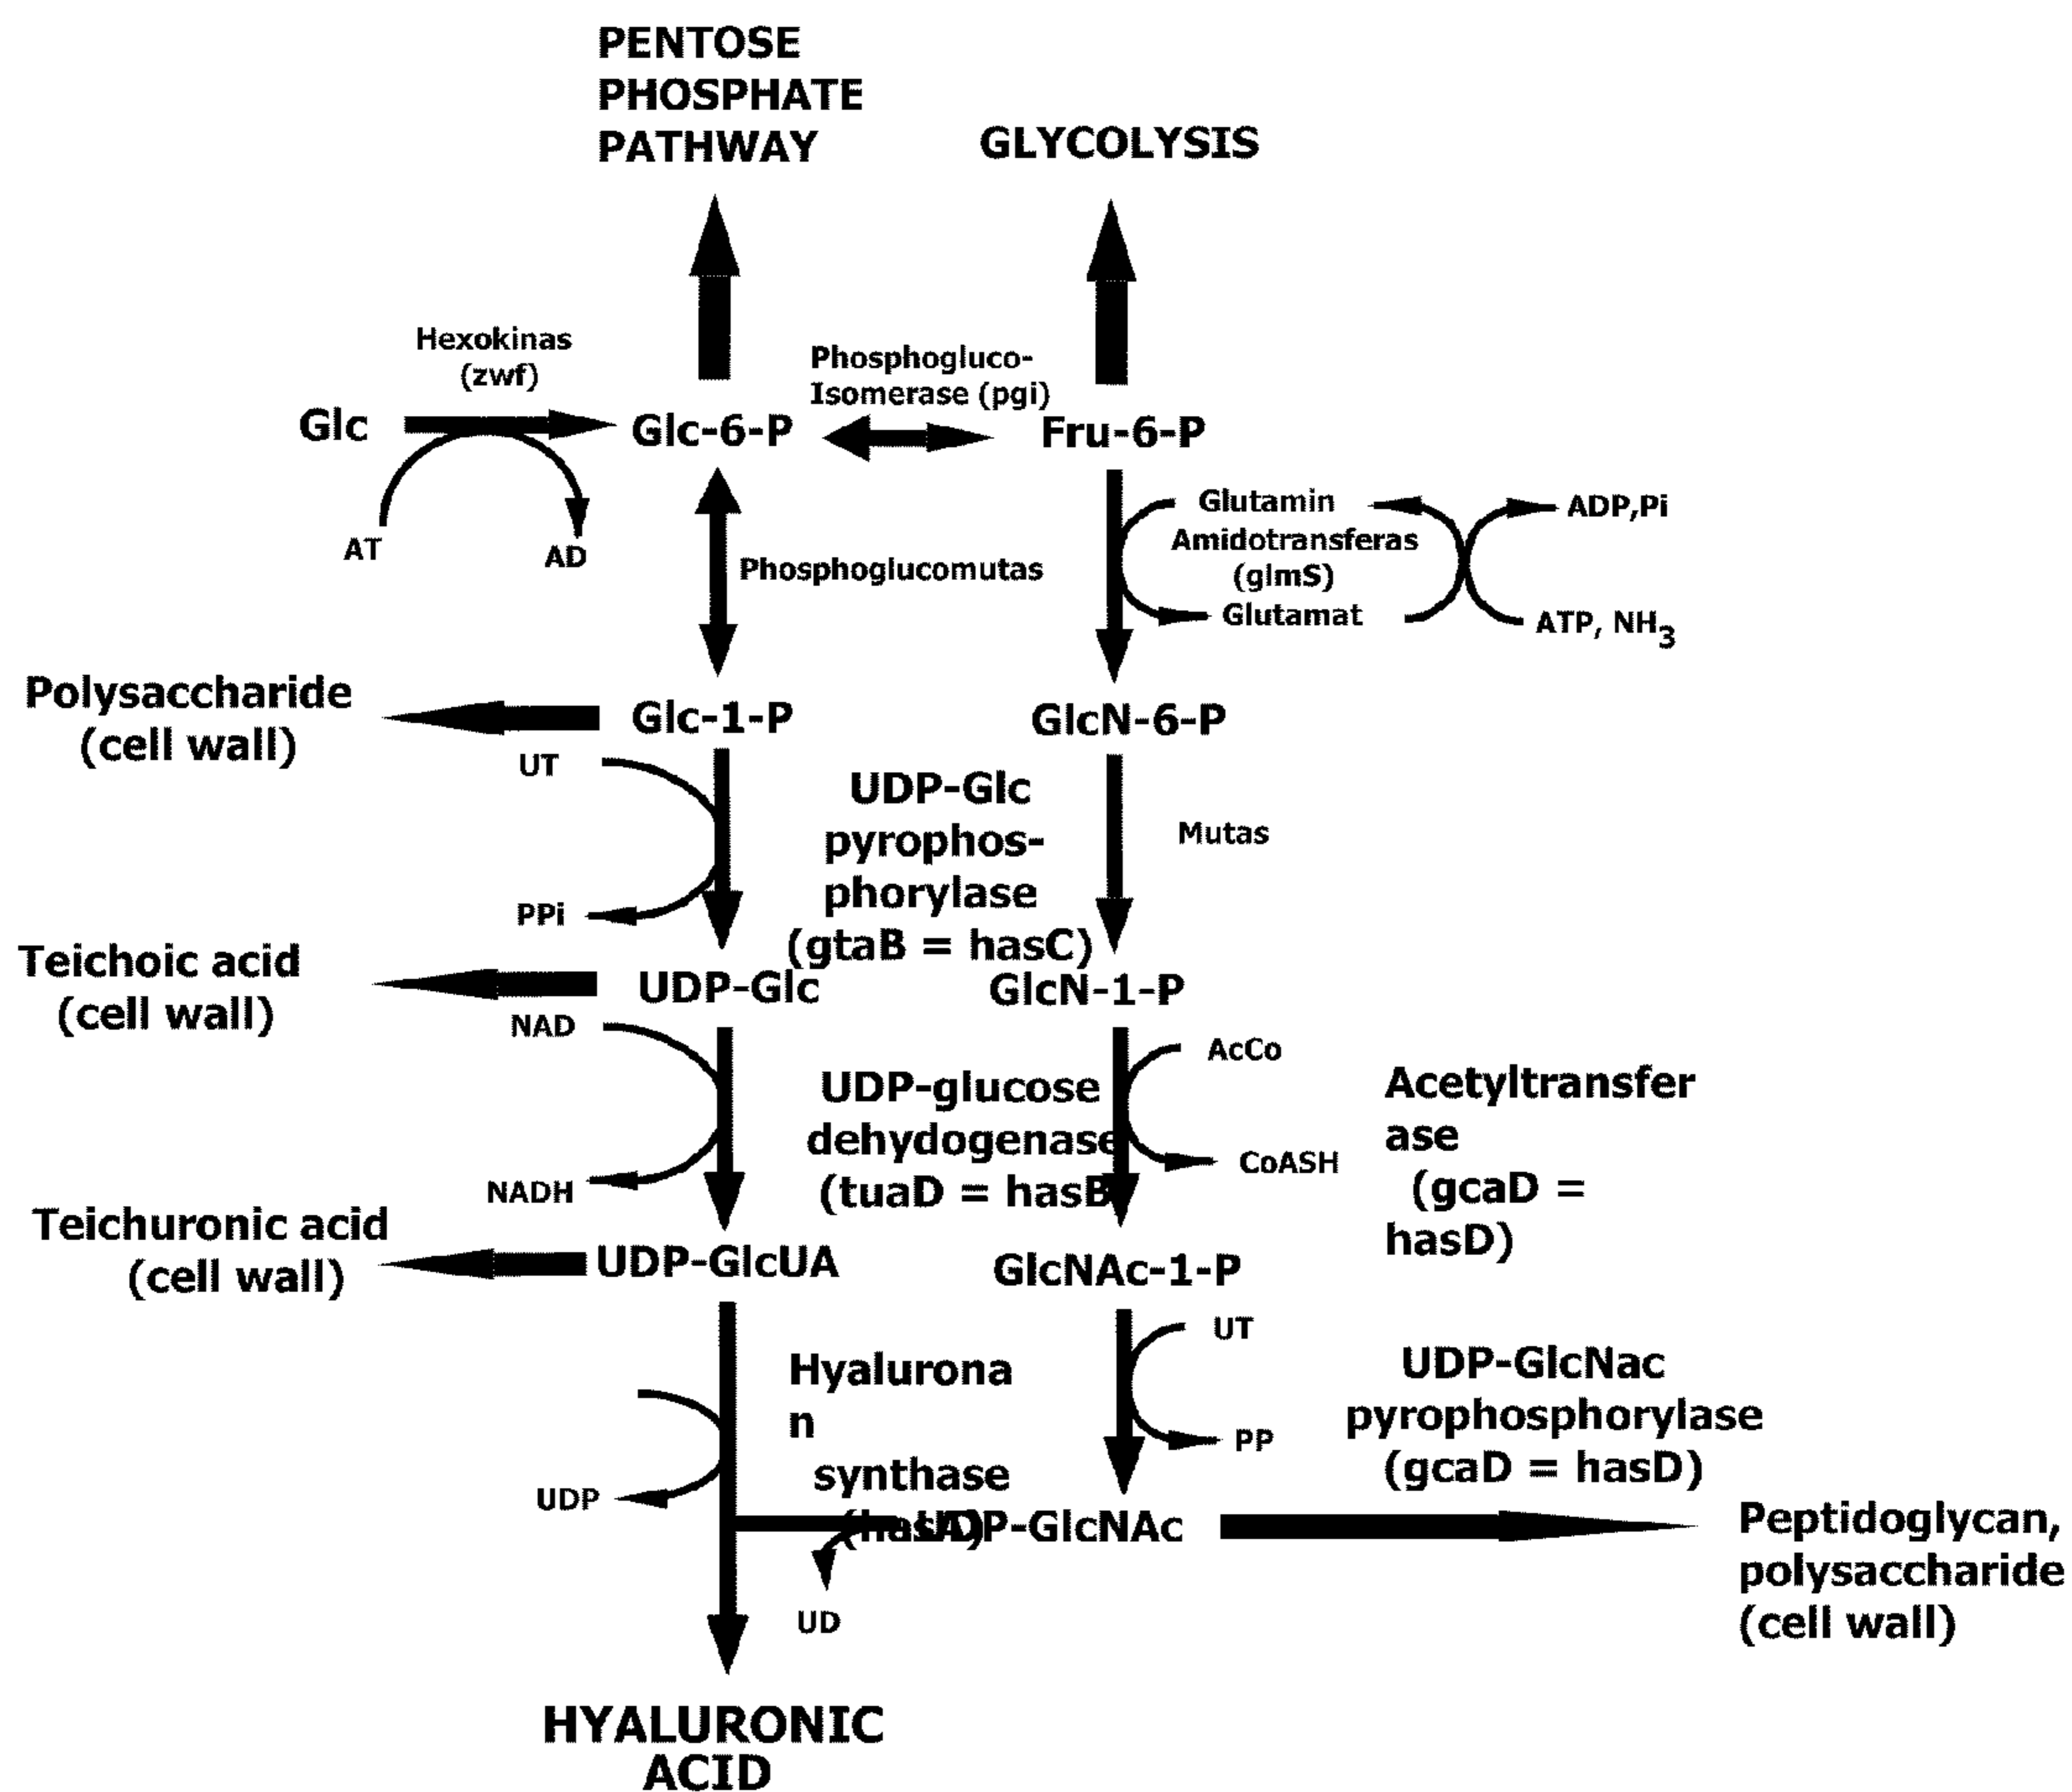 PENTOSE
PHOSPHATE
PATHWAY
GLYCOLYSIS
Hexokinas
(zwf)
Phosphogluco-
Isomerase (pgi)
Glc
Glc-6-P
Fru-6-P
AT
AD
Glutamin
ADP,Pi
Amidotransferas
(glmS)
Phosphoglucomutas
Glutamat
ATP, NH3
Polysaccharide
(cell wall)
Glc-1-P
GlcN-6-P
UT
UDP-Glc
pyrophos-
phorylase
(gtaB = hasC)
Mutas
PPi
Teichoic acid
(cell wall)
UDP-Glc
GlcN-1-P
NAD
AcCo
UDP-glucose
dehydogenase
(tuaD = hasB
Acetyltransfer
ase
(gcaD =
hasD)
CoASH
NADH
Teichuronic acid
(cell wall)
UDP-GlcUA
GlcNAc-1-P
UT
Hyalurona
n
synthase
(hasA)
UDP-GlcNac
pyrophosphorylase
(gcaD = hasD)
PP
UDP
UDP-GlcNAc
Peptidoglycan,
polysaccharide
(cell wall)
UD
HYALURONIC
ACID